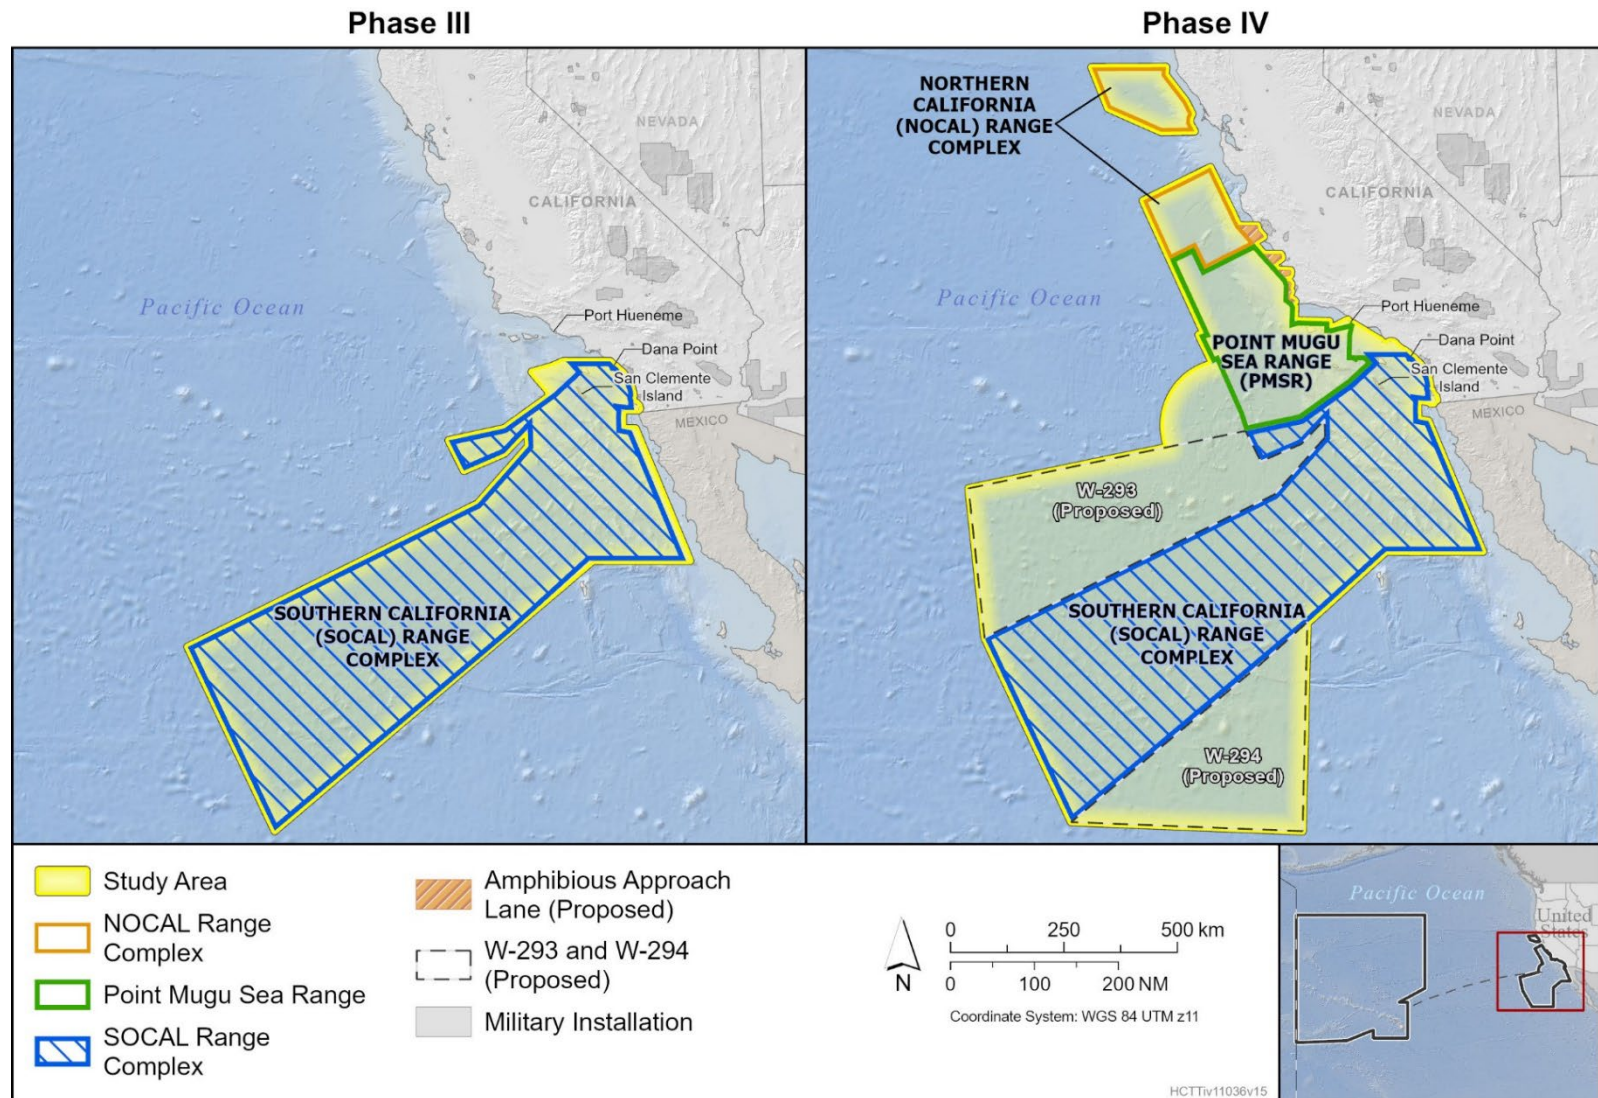 Phase III
Phase IV
NEVADA
CALIFORNIA
Pacific Ocean
Port Hueneme
Dana Point
San Clemente
Island
MEXICO
SOUTHERN CALIFORNIA
(SOCAL) RANGE
COMPLEX
NORTHERN
CALIFORNIA
(NOCAL) RANGE
COMPLEX
NEVADA
CALIFORNIA
Pacific Ocean
Port Hueneme
POINT MUGU
SEA RANGE
(PMSR)
Dana Point
San Clemente
Island
MEXICO
W-293
(Proposed)
SOUTHERN CALIFORNIA
(SOCAL) RANGE
COMPLEX
W-294
(Proposed)
Study Area
NOCAL Range
Complex
Point Mugu Sea Range
SOCAL Range
Complex
Amphibious Approach
Lane (Proposed)
W-293 and W-294
(Proposed)
Military Installation
N
0 250 500 km
0 100 200 NM
Coordinate System: WGS 84 UTM z11
HCTTiv11036v15
Pacific Ocean
United
States